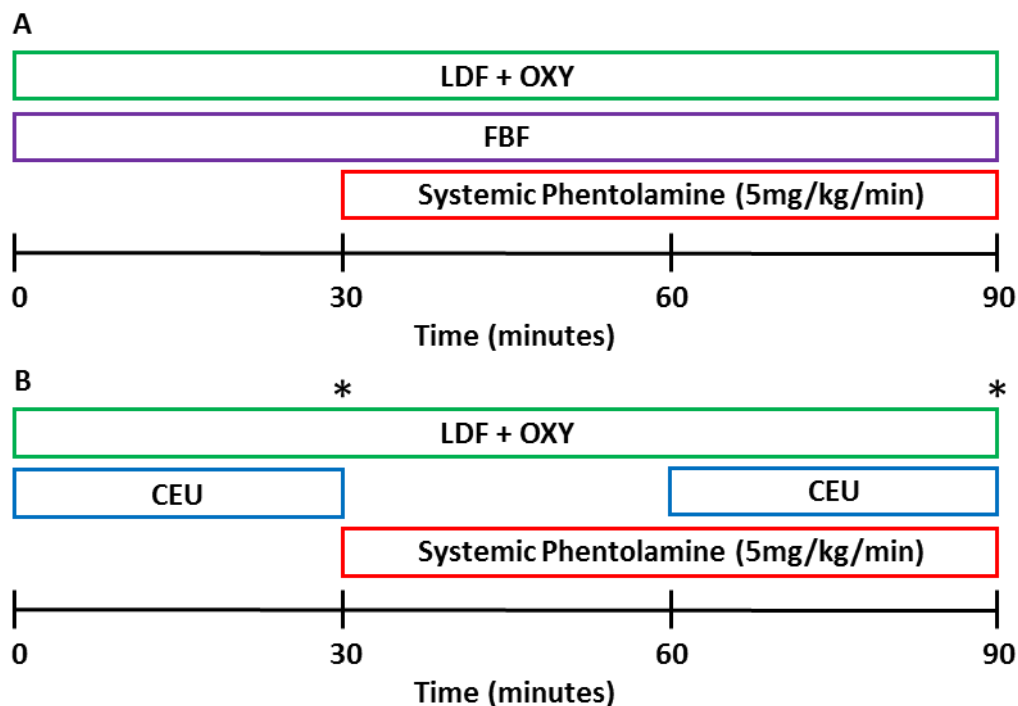 A
LDF + OXY
FBF
Systemic Phentolamine (5mg/kg/min)
0 30 60 90
Time (minutes)
B
* *
LDF + OXY
CEU CEU
Systemic Phentolamine (5mg/kg/min)
0 30 60 90
Time (minutes)